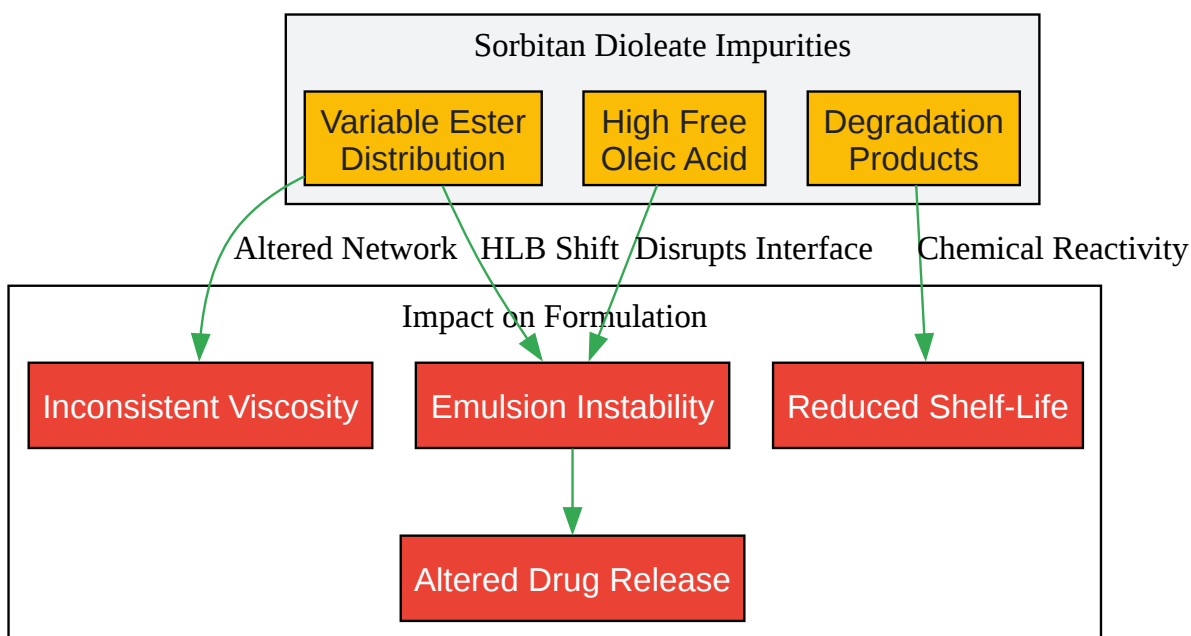 Sorbitan Dioleate Impurities
Variable Ester
Distribution
High Free
Oleic Acid
Degradation
Products
Altered Network
HLB Shift
Disrupts Interface
Chemical Reactivity
Impact on Formulation
Inconsistent Viscosity
Emulsion Instability
Reduced Shelf-Life
Altered Drug Release